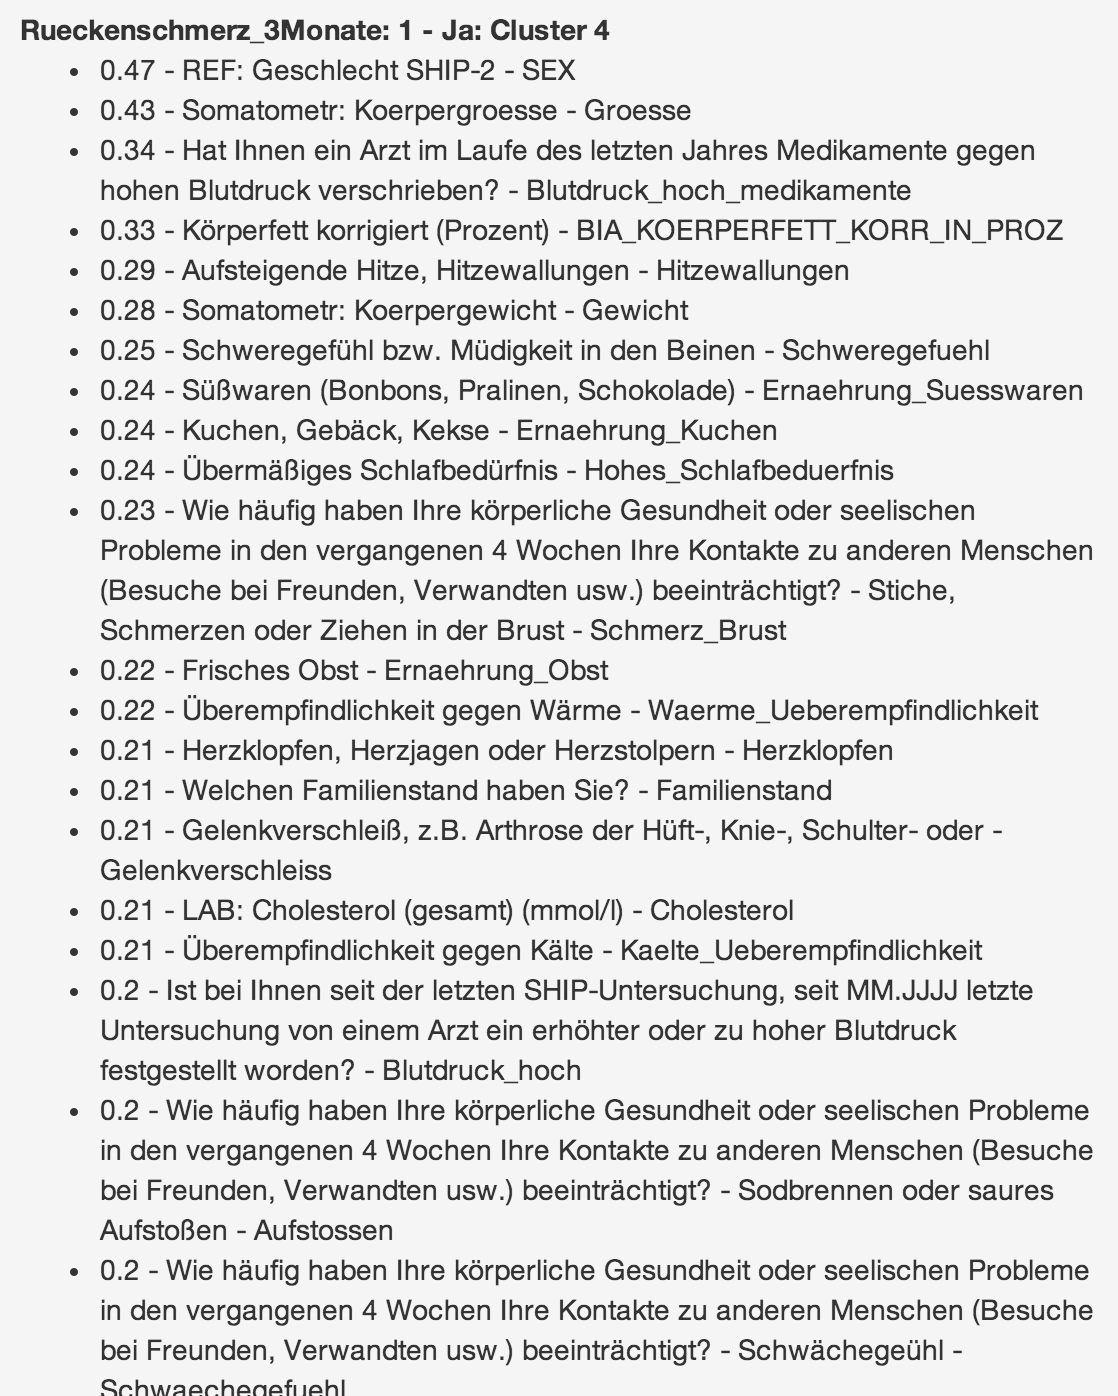 Rueckenschmerz_3Monate: 1 - Ja: Cluster 4
• 0.47 - REF: Geschlecht SHIP-2 - SEX
• 0.43 - Somatometr: Koerpergroesse - Groesse
• 0.34 - Hat Ihnen ein Arzt im Laufe des letzten Jahres Medikamente gegen
hohen Blutdruck verschrieben? - Blutdruck_hoch_medikamente
• 0.33 - Körperfett korrigiert (Prozent) - BIA_KOERPERFETT_KORR_IN_PROZ
• 0.29 - Aufsteigende Hitze, Hitzewallungen - Hitzewallungen
• 0.28 - Somatometr: Koerpergewicht - Gewicht
• 0.25 - Schweregefühl bzw. Müdigkeit in den Beinen - Schweregefuehl
• 0.24 - Süßwaren (Bonbons, Pralinen, Schokolade) - Ernaehrung_Suesswaren
• 0.24 - Kuchen, Gebäck, Kekse - Ernaehrung_Kuchen
• 0.24 - Übermäßiges Schlafbedürfnis - Hohes_Schlafbeduerfnis
• 0.23 - Wie häufig haben Ihre körperliche Gesundheit oder seelischen
Probleme in den vergangenen 4 Wochen Ihre Kontakte zu anderen Menschen
(Besuche bei Freunden, Verwandten usw.) beeinträchtigt? - Stiche,
Schmerzen oder Ziehen in der Brust - Schmerz_Brust
• 0.22 - Frisches Obst - Ernaehrung_Obst
• 0.22 - Überempfindlichkeit gegen Wärme - Waerme_Ueberempfindlichkeit
• 0.21 - Herzklopfen, Herzjagen oder Herzstolpern - Herzklopfen
• 0.21 - Welchen Familienstand haben Sie? - Familienstand
• 0.21 - Gelenkverschleiß, z.B. Arthrose der Hüft-, Knie-, Schulter- oder -
Gelenkverschleiss
• 0.21 - LAB: Cholesterol (gesamt) (mmol/l) - Cholesterol
• 0.21 - Überempfindlichkeit gegen Kälte - Kaelte_Ueberempfindlichkeit
• 0.2 - Ist bei Ihnen seit der letzten SHIP-Untersuchung, seit MM.JJJJ letzte
Untersuchung von einem Arzt ein erhöhter oder zu hoher Blutdruck
festgestellt worden? - Blutdruck_hoch
• 0.2 - Wie häufig haben Ihre körperliche Gesundheit oder seelischen Probleme
in den vergangenen 4 Wochen Ihre Kontakte zu anderen Menschen (Besuche
bei Freunden, Verwandten usw.) beeinträchtigt? - Sodbrennen oder saures
Aufstoßen - Aufstossen
• 0.2 - Wie häufig haben Ihre körperliche Gesundheit oder seelischen Probleme
in den vergangenen 4 Wochen Ihre Kontakte zu anderen Menschen (Besuche
bei Freunden, Verwandten usw.) beeinträchtigt? - Schwächegeühl -
Schwaechegefuehl